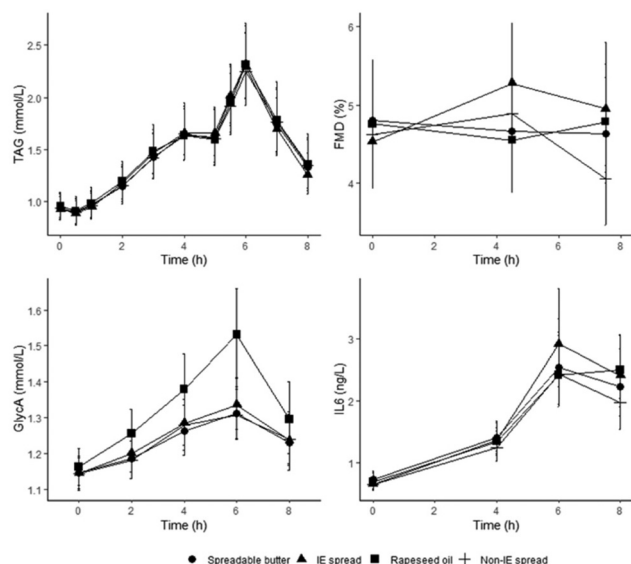 TAG (mmol/L)
2.5
2.0
1.5
1.0
0 2 4 6 8
Time (h)
FMD (%)
6
5
4
0 2 4 6 8
Time (h)
GlycA (mmol/L)
1.6
1.5
1.4
1.3
1.2
1.1
0 2 4 6 8
Time (h)
IL6 (ng/L)
3
2
1
0 2 4 6 8
Time (h)
Spreadable butter IE spread Rapeseed oil Non-IE spread